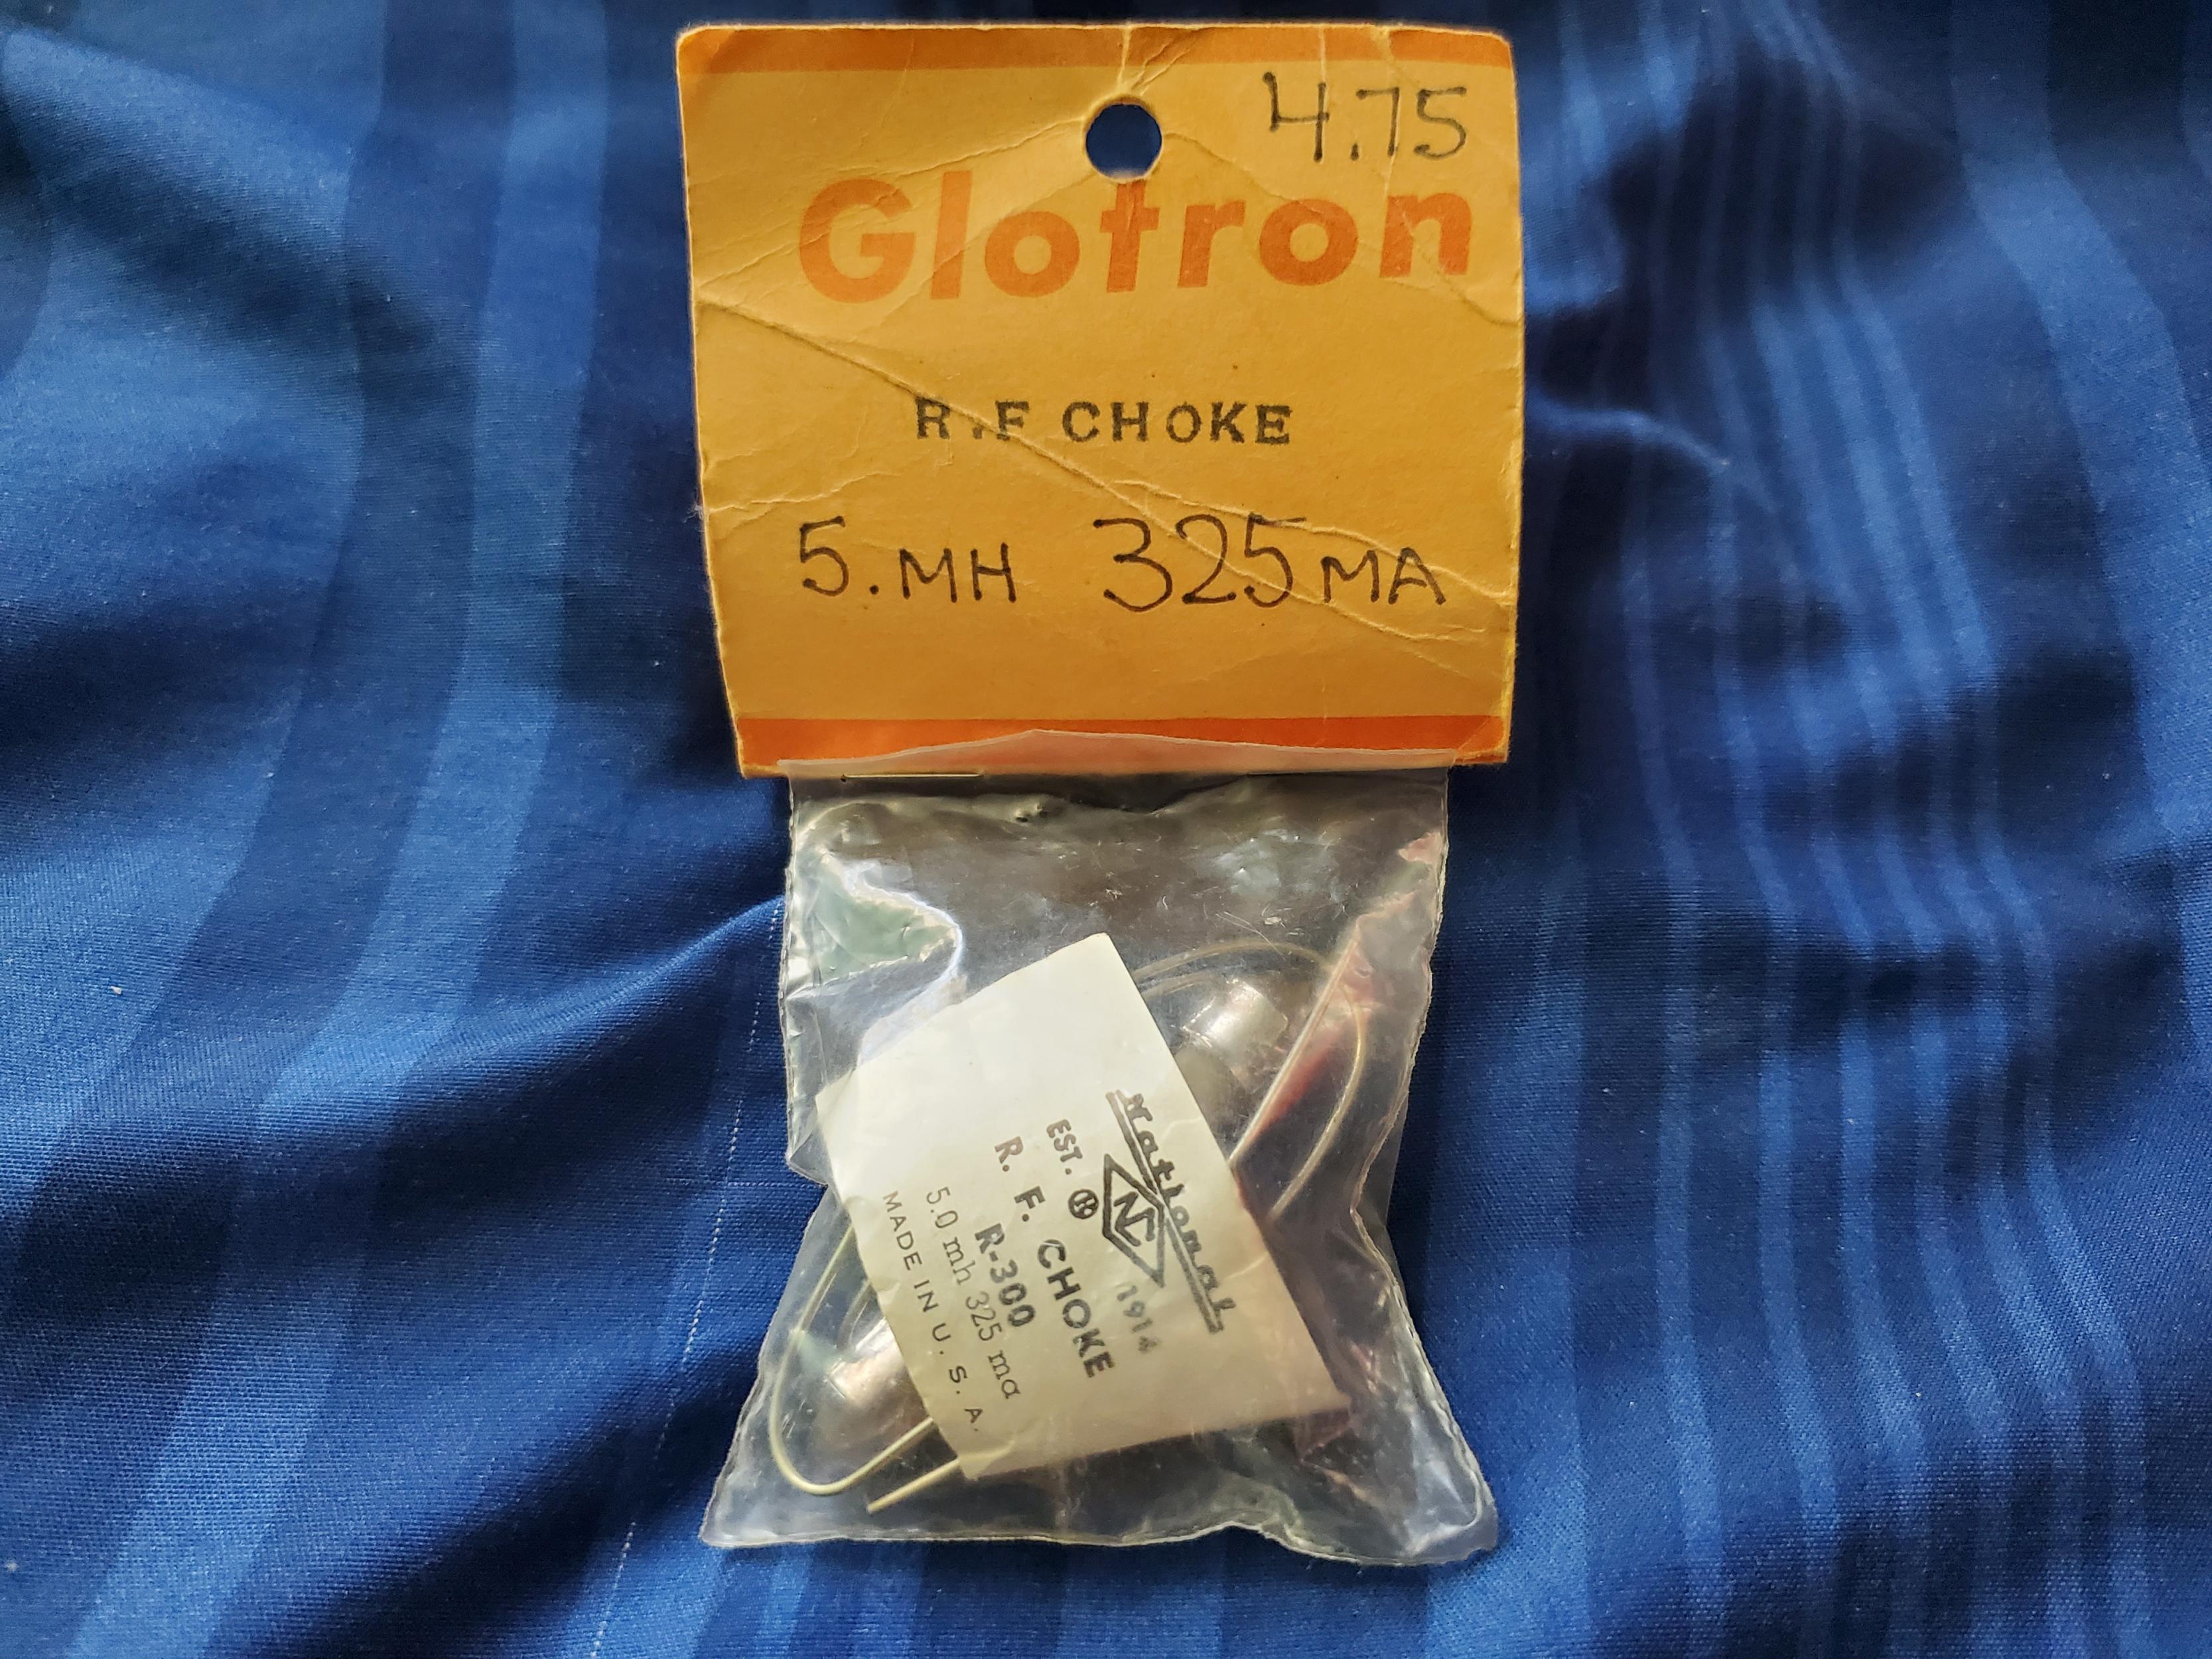 4.75
Glotron
R.F CHOKE
5.MH 325MA
National
NC
EST. ® 1914
R. F. CHOKE
R-300
5.0 mh 325 ma
MADE IN U. S. A.